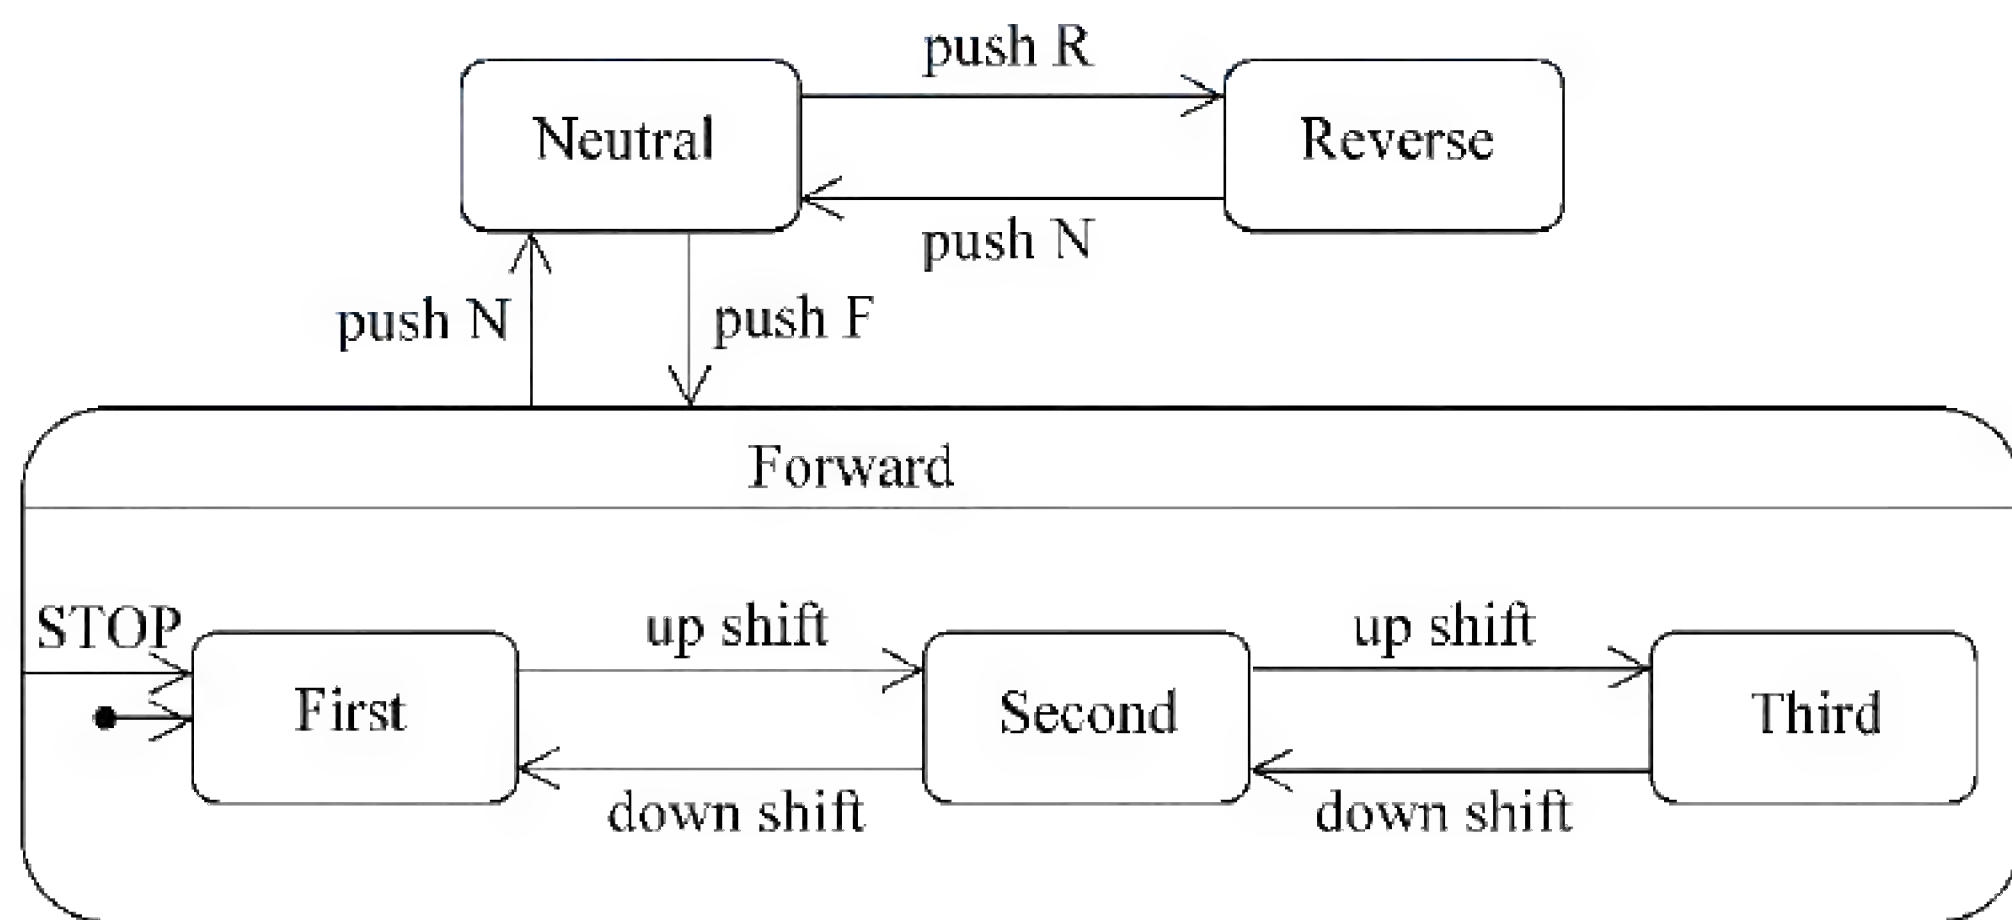 push R
Neutral
Reverse
push N
push N
push F
Forward
STOP
up shift
up shift
First
Second
Third
down shift
down shift